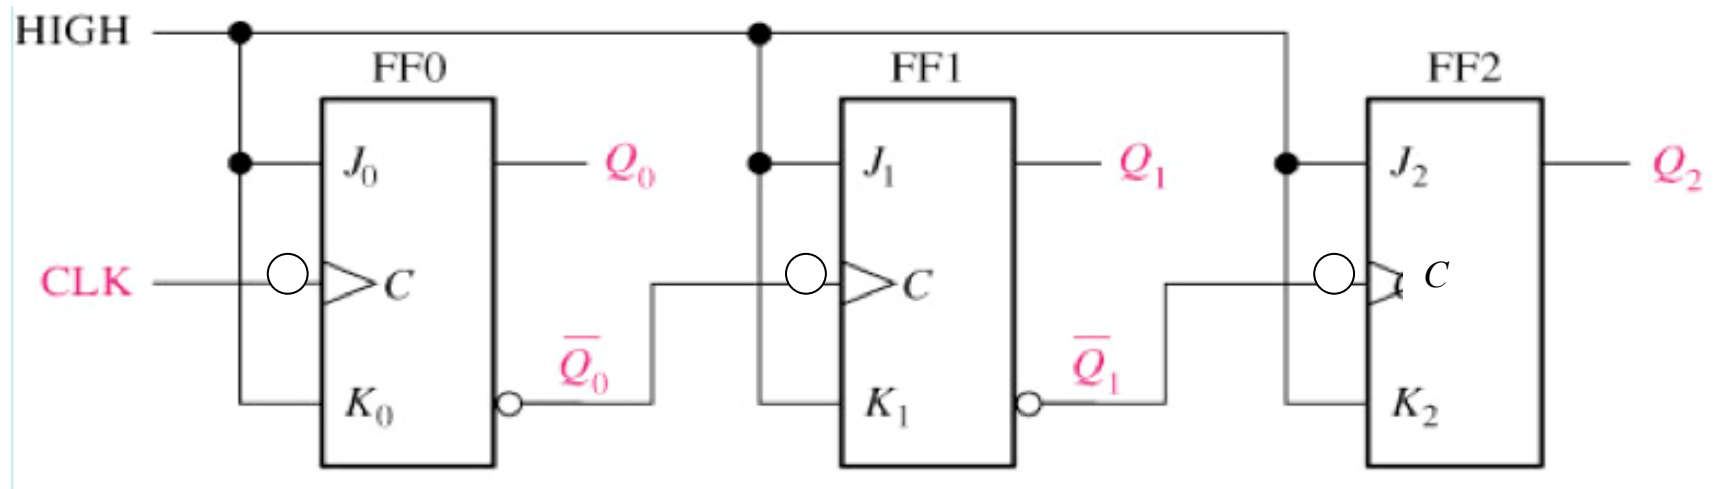 HIGH
FF0
FF1
FF2
J₀
Q₀
J₁
Q₁
J₂
Q₂
CLK
C
C
C
Q̅₀
Q̅₁
K₀
K₁
K₂